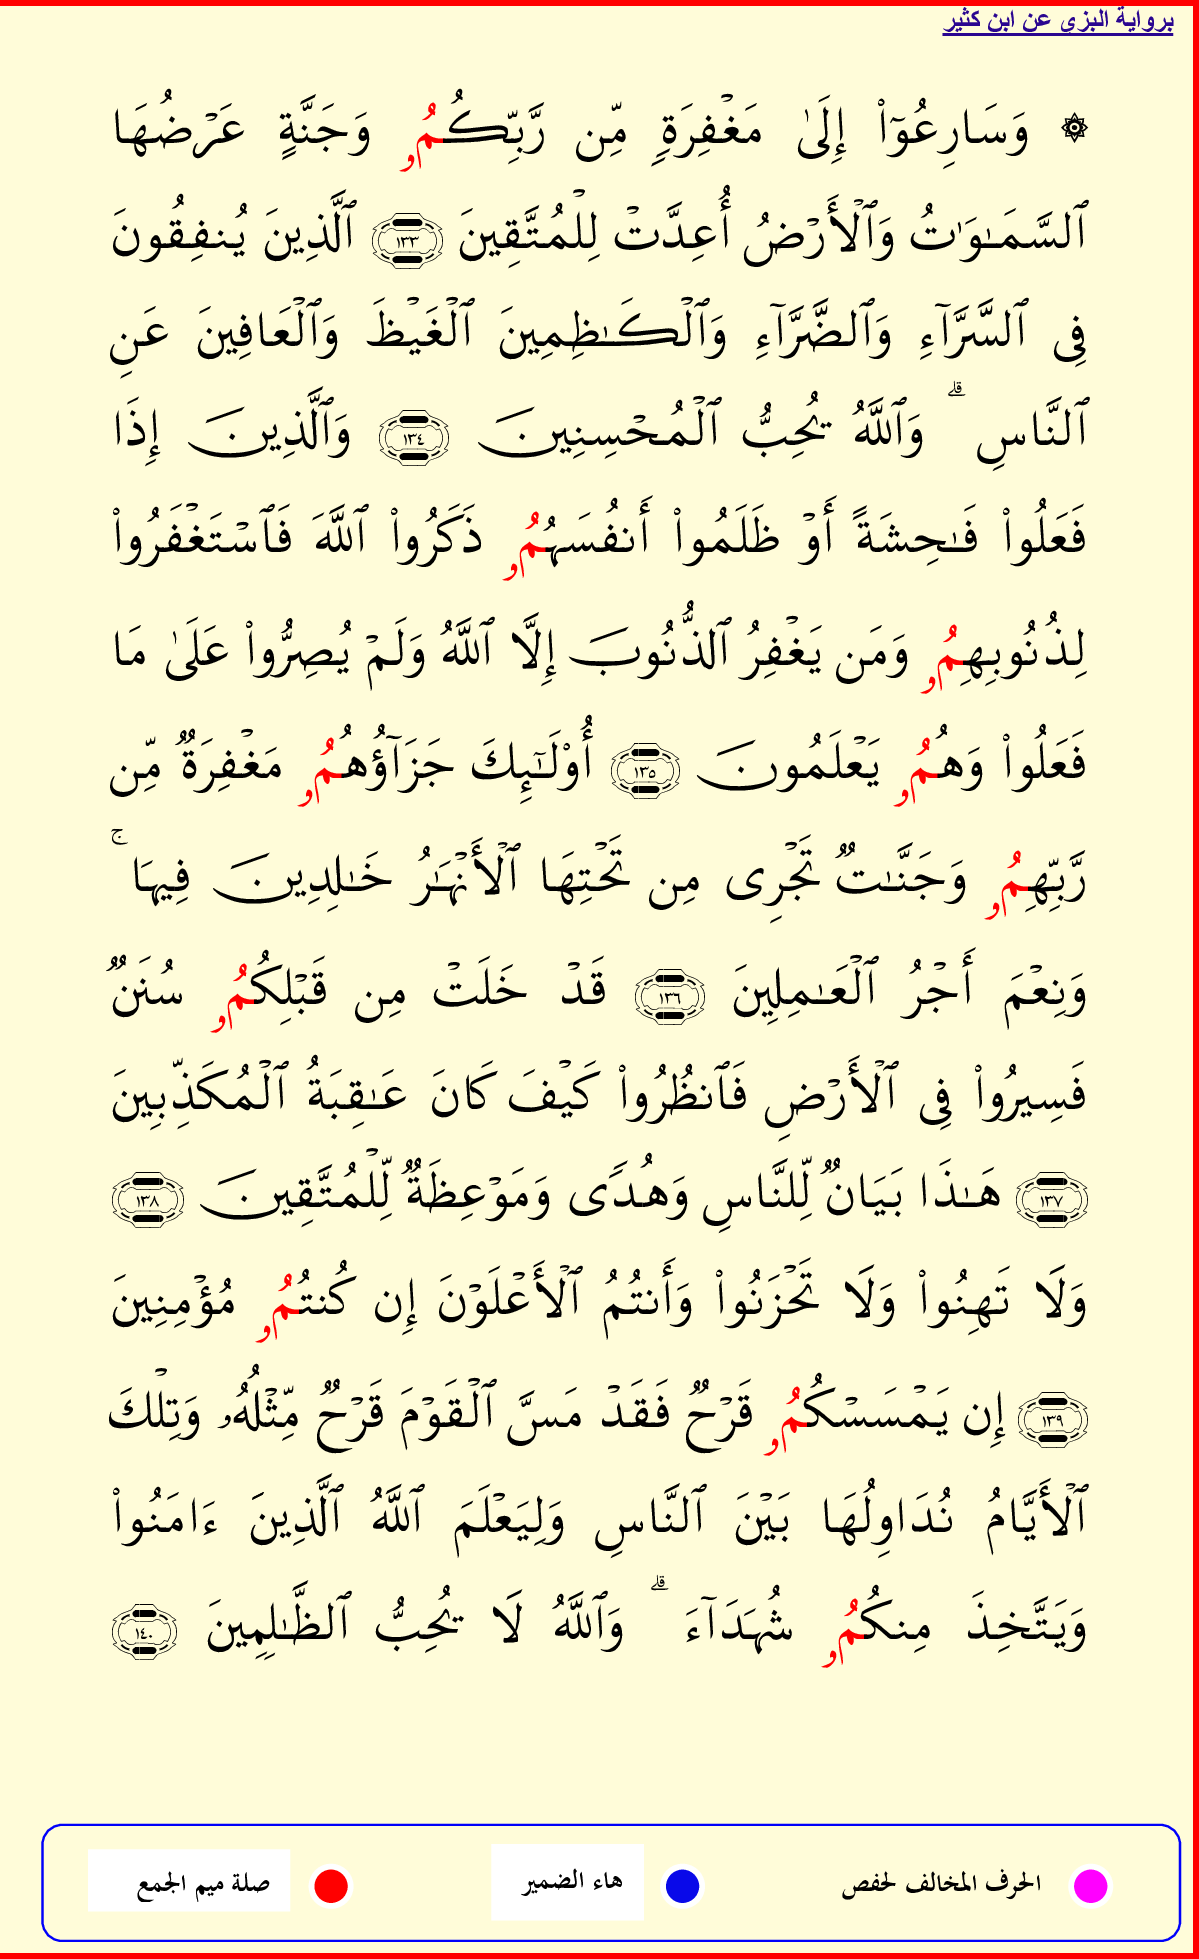 برواية البزى عن ابن كثير
۞ وَسَارِعُوٓا۟ إِلَىٰ مَغْفِرَةٍ مِّن رَّبِّكُمُۥ وَجَنَّةٍ عَرْضُهَا
ٱلسَّمَـٰوَٰتُ وَٱلْأَرْضُ أُعِدَّتْ لِلْمُتَّقِينَ ١٣٣ ٱلَّذِينَ يُنفِقُونَ
فِى ٱلسَّرَّآءِ وَٱلضَّرَّآءِ وَٱلْكَـٰظِمِينَ ٱلْغَيْظَ وَٱلْعَافِينَ عَنِ
ٱلنَّاسِ ۗ وَٱللَّهُ يُحِبُّ ٱلْمُحْسِنِينَ ١٣٤ وَٱلَّذِينَ إِذَا
فَعَلُوا۟ فَـٰحِشَةً أَوْ ظَلَمُوا۟ أَنفُسَهُمُۥ ذَكَرُوا۟ ٱللَّهَ فَٱسْتَغْفَرُوا۟
لِذُنُوبِهِمُۥ وَمَن يَغْفِرُ ٱلذُّنُوبَ إِلَّا ٱللَّهُ وَلَمْ يُصِرُّوا۟ عَلَىٰ مَا
فَعَلُوا۟ وَهُمُۥ يَعْلَمُونَ ١٣٥ أُو۟لَـٰٓئِكَ جَزَآؤُهُمُۥ مَغْفِرَةٌ مِّن
رَّبِّهِمُۥ وَجَنَّـٰتٌ تَجْرِى مِن تَحْتِهَا ٱلْأَنْهَـٰرُ خَـٰلِدِينَ فِيهَا ۚ
وَنِعْمَ أَجْرُ ٱلْعَـٰمِلِينَ ١٣٦ قَدْ خَلَتْ مِن قَبْلِكُمُۥ سُنَنٌ
فَسِيرُوا۟ فِى ٱلْأَرْضِ فَٱنظُرُوا۟ كَيْفَ كَانَ عَـٰقِبَةُ ٱلْمُكَذِّبِينَ
١٣٧ هَـٰذَا بَيَانٌ لِّلنَّاسِ وَهُدًى وَمَوْعِظَةٌ لِّلْمُتَّقِينَ ١٣٨
وَلَا تَهِنُوا۟ وَلَا تَحْزَنُوا۟ وَأَنتُمُ ٱلْأَعْلَوْنَ إِن كُنتُمُۥ مُؤْمِنِينَ
١٣٩ إِن يَمْسَسْكُمُۥ قَرْحٌ فَقَدْ مَسَّ ٱلْقَوْمَ قَرْحٌ مِّثْلُهُۥ وَتِلْكَ
ٱلْأَيَّامُ نُدَاوِلُهَا بَيْنَ ٱلنَّاسِ وَلِيَعْلَمَ ٱللَّهُ ٱلَّذِينَ ءَامَنُوا۟
وَيَتَّخِذَ مِنكُمُۥ شُهَدَآءَ ۗ وَٱللَّهُ لَا يُحِبُّ ٱلظَّـٰلِمِينَ ١٤٠
الحرف المخالف لحفص هاء الضمير صلة ميم الجمع